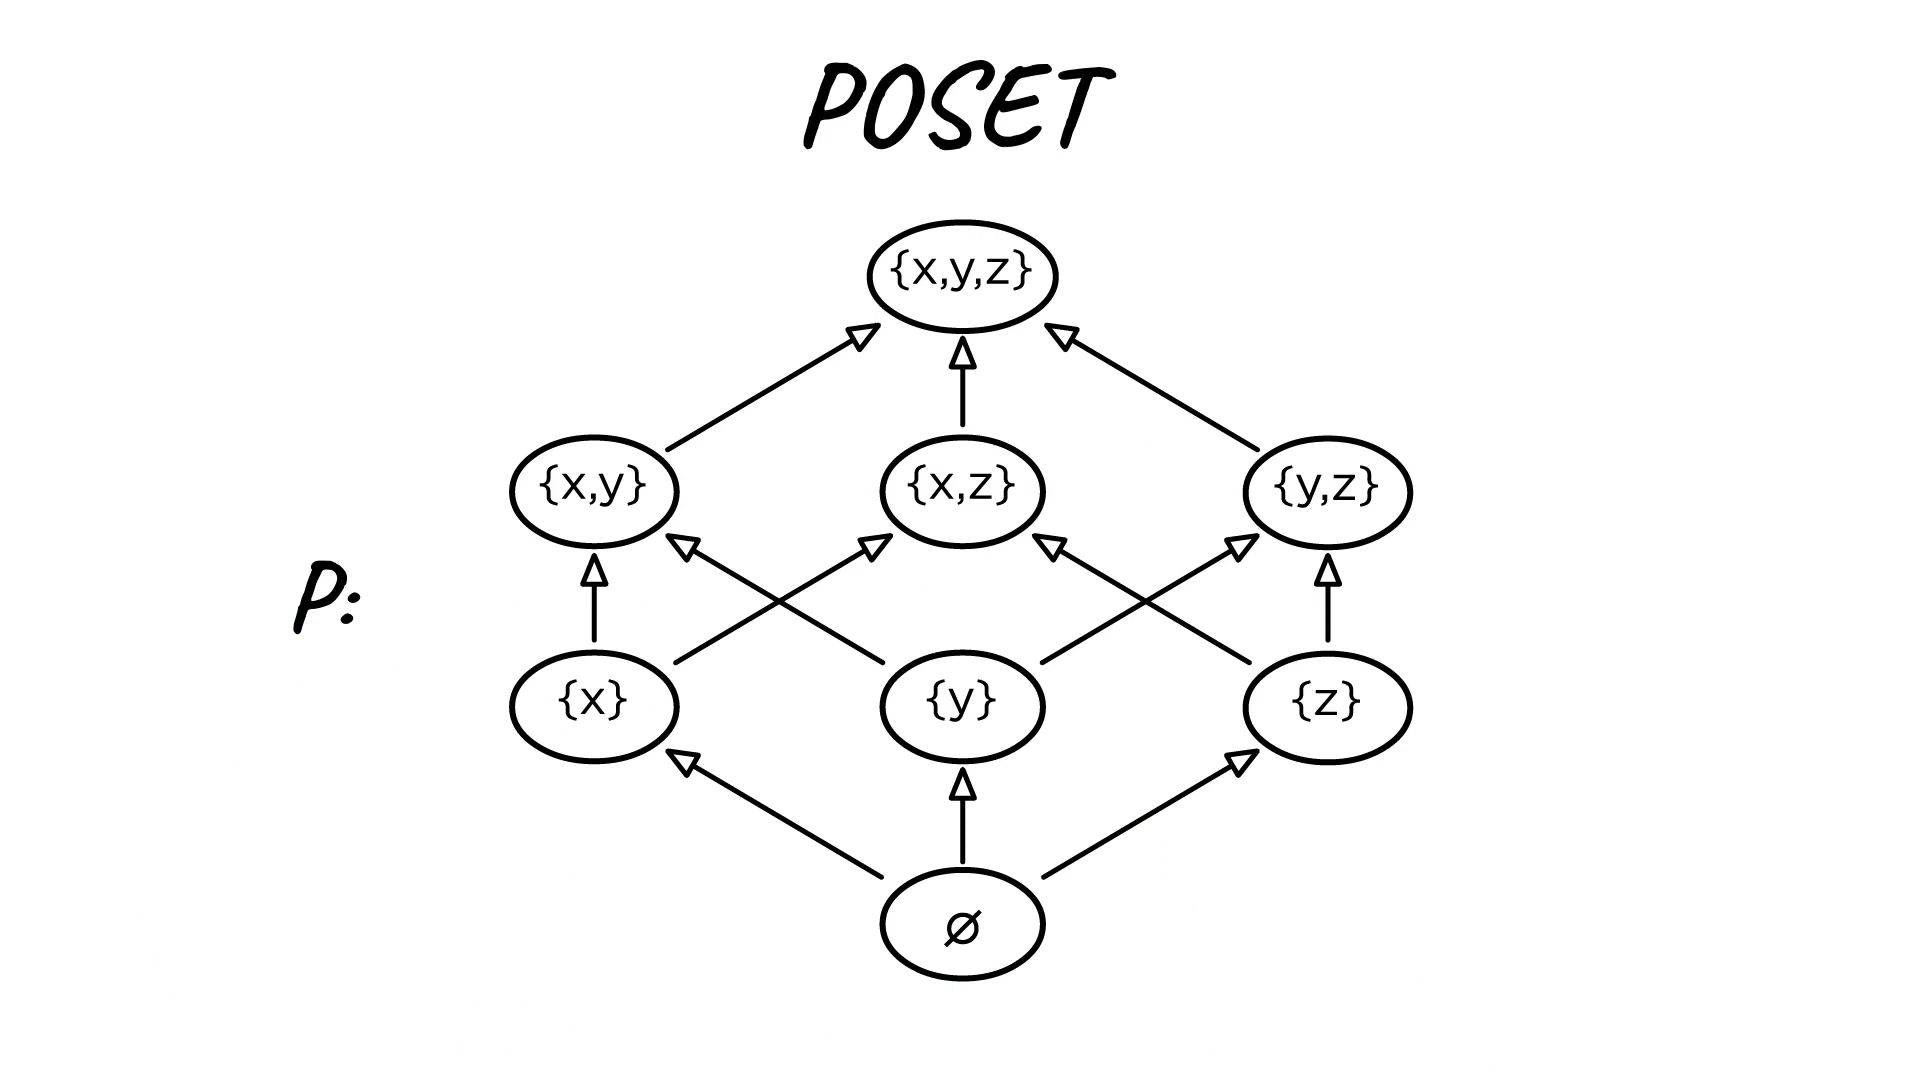 POSET
{x,y,z}
{x,y} {x,z} {y,z}
P:
{x} {y} {z}
∅